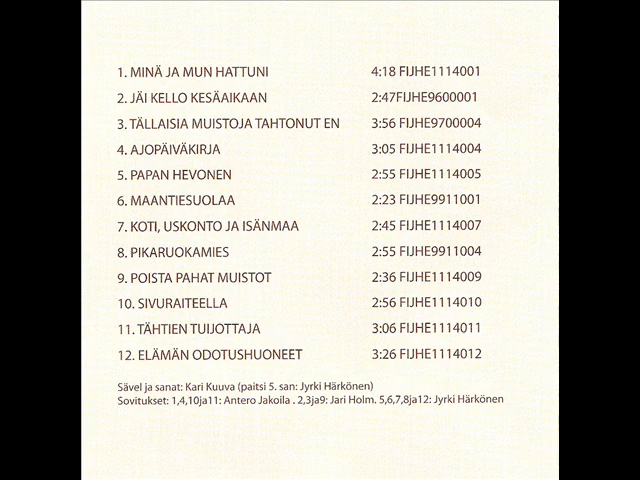 1. MINÄ JA MUN HATTUNI 4:18 FIJHE1114001
2. JÄI KELLO KESÄAIKAAN 2:47FIJHE9600001
3. TÄLLAISIA MUISTOJA TAHTONUT EN 3:56 FIJHE9700004
4. AJOPÄIVÄKIRJA 3:05 FIJHE1114004
5. PAPAN HEVONEN 2:55 FIJHE1114005
6. MAANTIESUOLAA 2:23 FIJHE9911001
7. KOTI, USKONTO JA ISÄNMAA 2:45 FIJHE1114007
8. PIKARUOKAMIES 2:55 FIJHE9911004
9. POISTA PAHAT MUISTOT 2:36 FIJHE1114009
10. SIVURAITEELLA 2:56 FIJHE1114010
11. TÄHTIEN TUIJOTTAJA 3:06 FIJHE1114011
12. ELÄMÄN ODOTUSHUONEET 3:26 FIJHE1114012
Sävel ja sanat: Kari Kuuva (paitsi 5. san: Jyrki Härkönen)
Sovitukset: 1,4,10ja11: Antero Jakoila . 2,3ja9: Jari Holm. 5,6,7,8ja12: Jyrki Härkönen